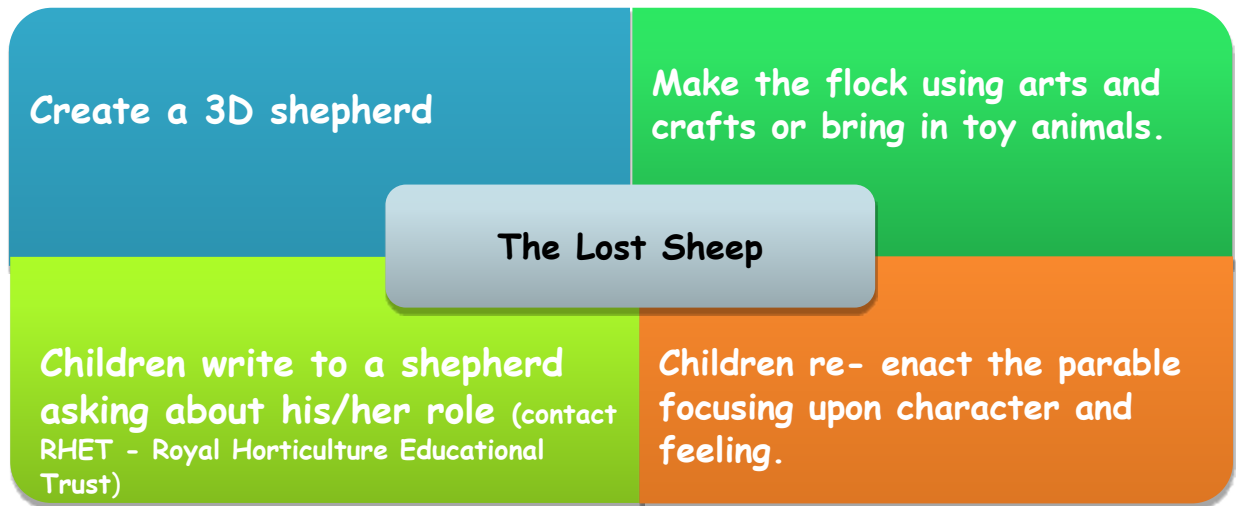 Create a 3D shepherd
Make the flock using arts and
crafts or bring in toy animals.
The Lost Sheep
Children write to a shepherd
asking about his/her role (contact
RHET - Royal Horticulture Educational
Trust)
Children re- enact the parable
focusing upon character and
feeling.